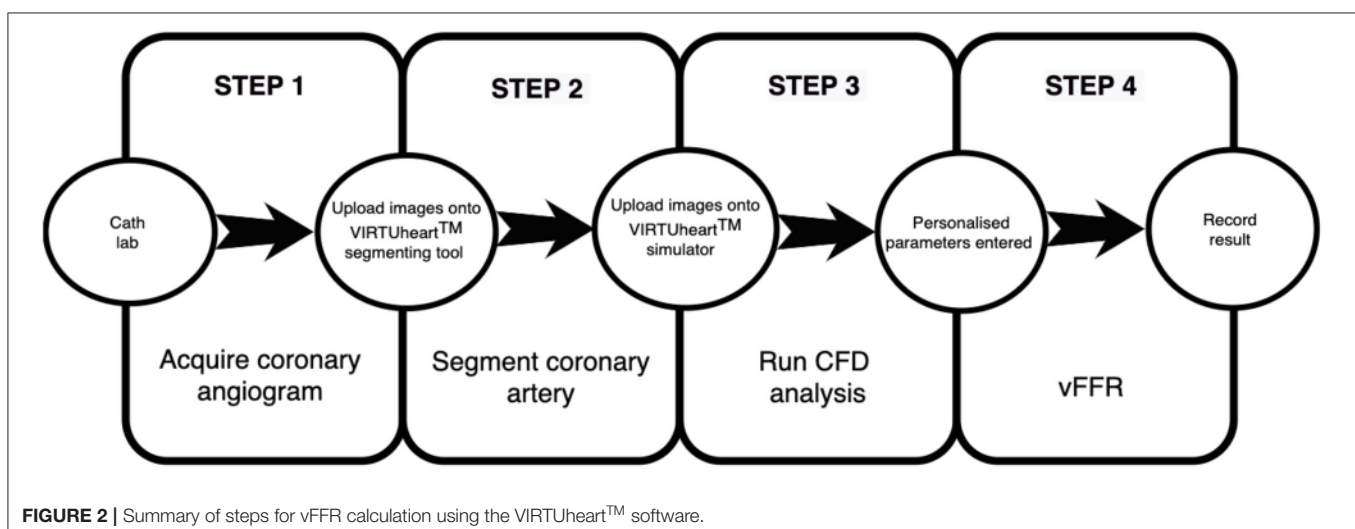 STEP 1
STEP 2
STEP 3
STEP 4
Cath
lab
Upload images onto
VIRTUheart™
segmenting tool
Upload images onto
VIRTUheart™
simulator
Personalised
parameters entered
Record
result
Acquire coronary
angiogram
Segment coronary
artery
Run CFD
analysis
vFFR
FIGURE 2 | Summary of steps for vFFR calculation using the VIRTUheart™ software.